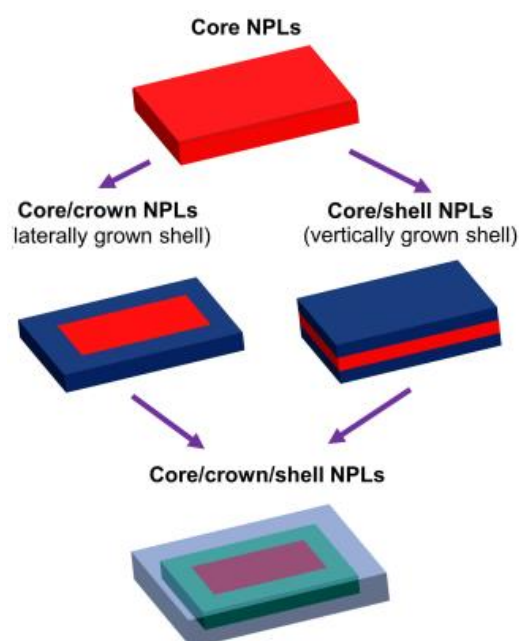 Core NPLs
Core/crown NPLs
laterally grown shell)
Core/shell NPLs
(vertically grown shell)
Core/crown/shell NPLs